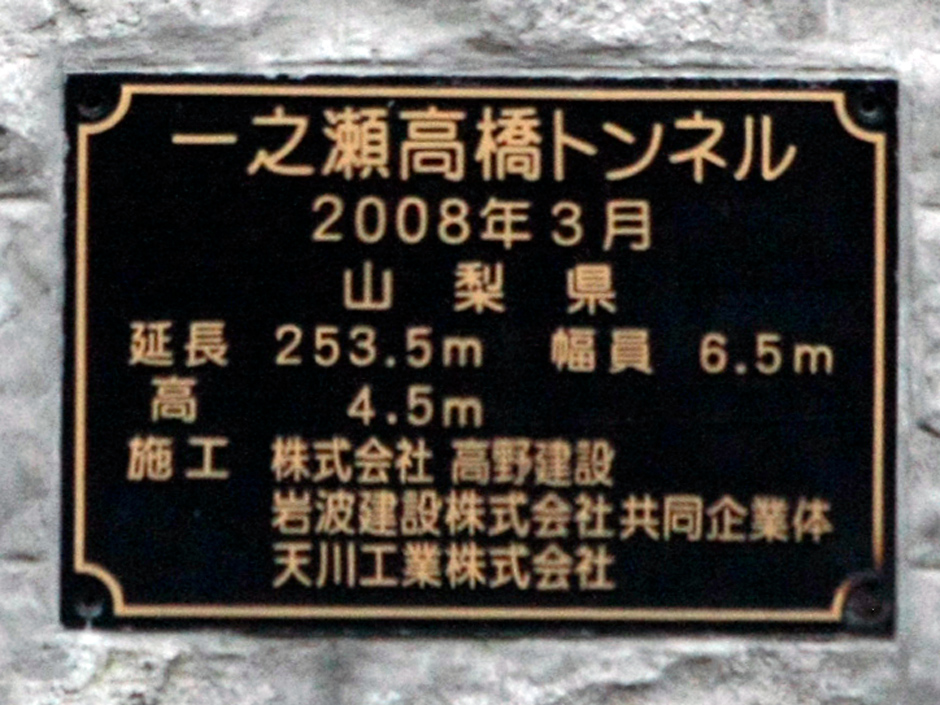 一之瀬高橋トンネル
2008年3月
山梨県
延長 253.5m 幅員 6.5m
高 4.5m
施工 株式会社 高野建設
岩波建設株式会社共同企業体
天川工業株式会社